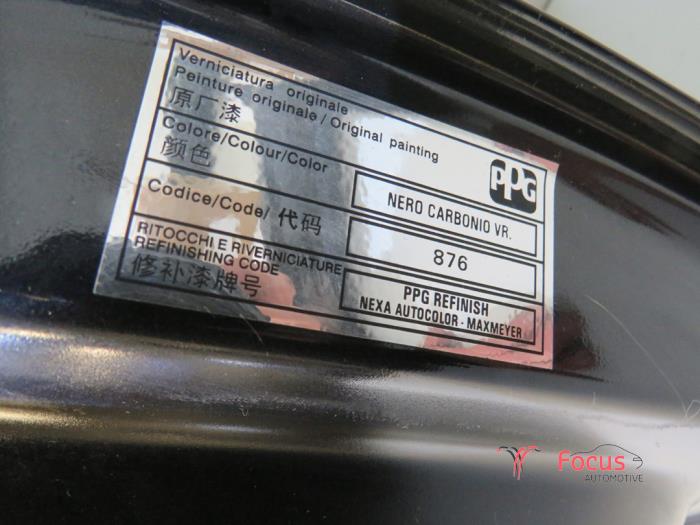 Verniciatura originale
Peinture originale / Original painting
原厂漆
PPG
Colore/Colour/Color
颜色
NERO CARBONIO VR.
Codice/Code/代码
876
RITOCCHI E RIVERNICIATURE
REFINISHING CODE
修补漆牌号
PPG REFINISH
NEXA AUTOCOLOR - MAXMEYER
Focus
AUTOMOTIVE